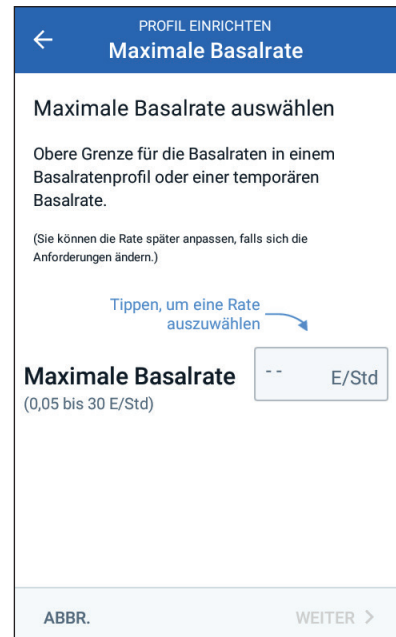 PROFIL EINRICHTEN
Maximale Basalrate
Maximale Basalrate auswählen
Obere Grenze für die Basalraten in einem
Basalratenprofil oder einer temporären
Basalrate.
(Sie können die Rate später anpassen, falls sich die
Anforderungen ändern.)
Tippen, um eine Rate
auszuwählen
Maximale Basalrate -- E/Std
(0,05 bis 30 E/Std)
ABBR. WEITER >